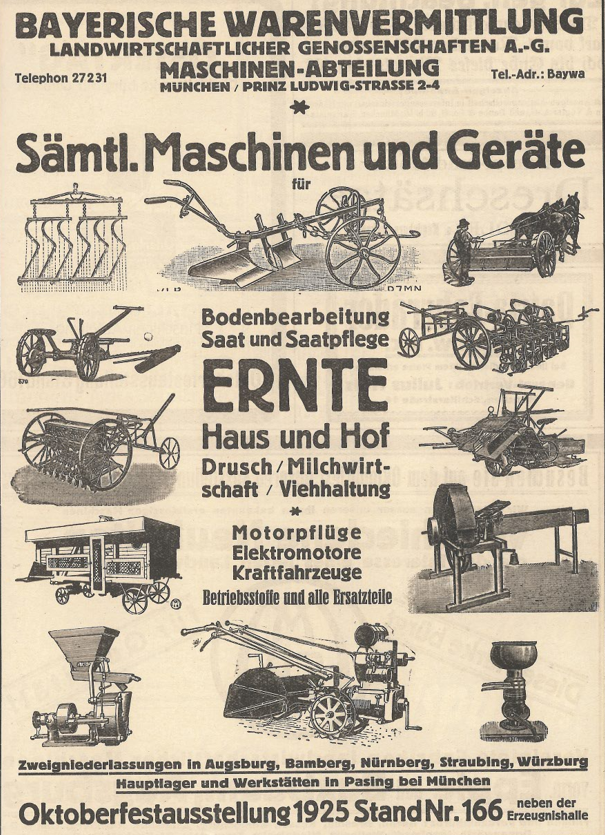 BAYERISCHE WARENVERMITTLUNG
LANDWIRTSCHAFTLICHER GENOSSENSCHAFTEN A.-G.
Telephon 27231
MASCHINEN-ABTEILUNG
Tel.-Adr.: Baywa
MÜNCHEN / PRINZ LUDWIG-STRASSE 2-4
*
Sämtl. Maschinen und Geräte
für
Bodenbearbeitung
Saat und Saatpflege
ERNTE
Haus und Hof
Drusch / Milchwirt-
schaft / Viehhaltung
*
Motorpflüge
Elektromotore
Kraftfahrzeuge
Betriebsstoffe und alle Ersatzteile
Zweigniederlassungen in Augsburg, Bamberg, Nürnberg, Straubing, Würzburg
Hauptlager und Werkstätten in Pasing bei München
Oktoberfestausstellung 1925 Stand Nr. 166 neben der
Erzeugnishalle